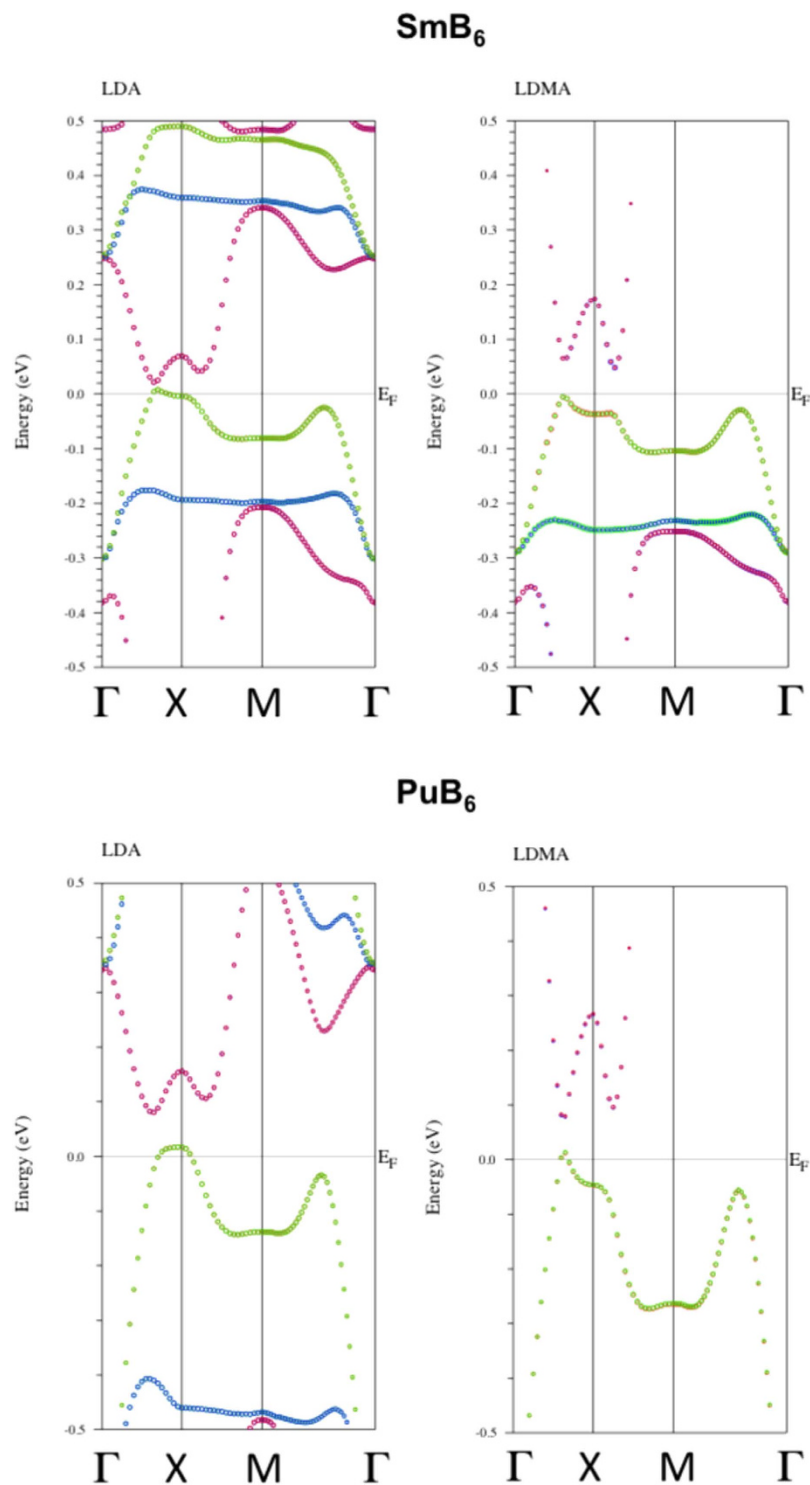 SmB6
LDA
LDMA
0.5
0.4
0.3
0.2
0.1
0.0
-0.1
-0.2
-0.3
-0.4
-0.5
Energy (eV)
EF
Γ X M Γ
0.5
0.4
0.3
0.2
0.1
0.0
-0.1
-0.2
-0.3
-0.4
-0.5
Energy (eV)
EF
Γ X M Γ
PuB6
LDA
LDMA
0.5
0.0
-0.5
Energy (eV)
EF
Γ X M Γ
0.5
0.0
-0.5
Energy (eV)
EF
Γ X M Γ